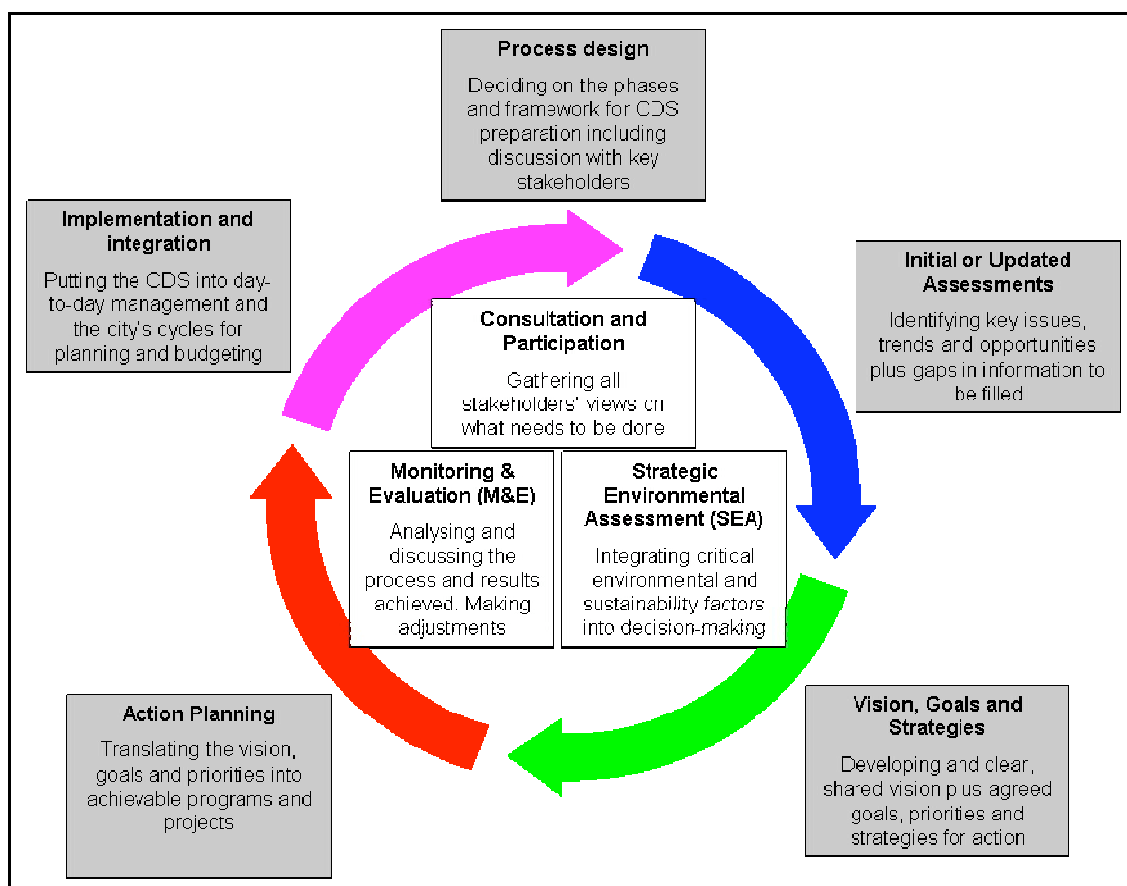 Process design
Deciding on the phases
and framework for CDS
preparation including
discussion with key
stakeholders
Implementation and
integration
Putting the CDS into day-
to-day management and
the city's cycles for
planning and budgeting
Initial or Updated
Assessments
Identifying key issues,
trends and opportunities
plus gaps in information to
be filled
Consultation and
Participation
Gathering all
stakeholders' views on
what needs to be done
Monitoring &
Evaluation (M&E)
Analysing and
discussing the
process and results
achieved. Making
adjustments
Strategic
Environmental
Assessment (SEA)
Integrating critical
environmental and
sustainability factors
into decision-making
Action Planning
Translating the vision,
goals and priorities into
achievable programs and
projects
Vision, Goals and
Strategies
Developing and clear,
shared vision plus agreed
goals, priorities and
strategies for action